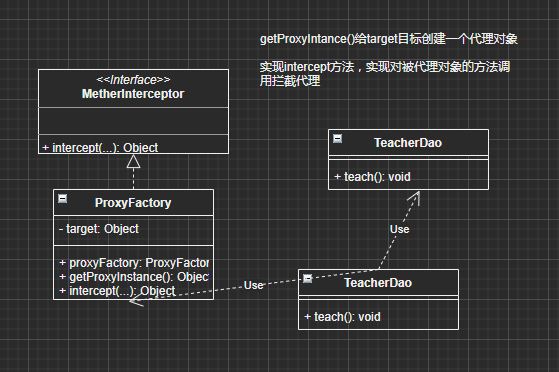 getProxyIntance()给target目标创建一个代理对象
实现intercept方法，实现对被代理对象的方法调
用拦截代理
<<Interface>>
MetherInterceptor
+ intercept(...): Object
TeacherDao
+ teach(): void
ProxyFactory
- target: Object
+ proxyFactory: ProxyFactor
+ getProxyInstance(): Objec
+ intercept(...): Object
Use
Use
TeacherDao
+ teach(): void